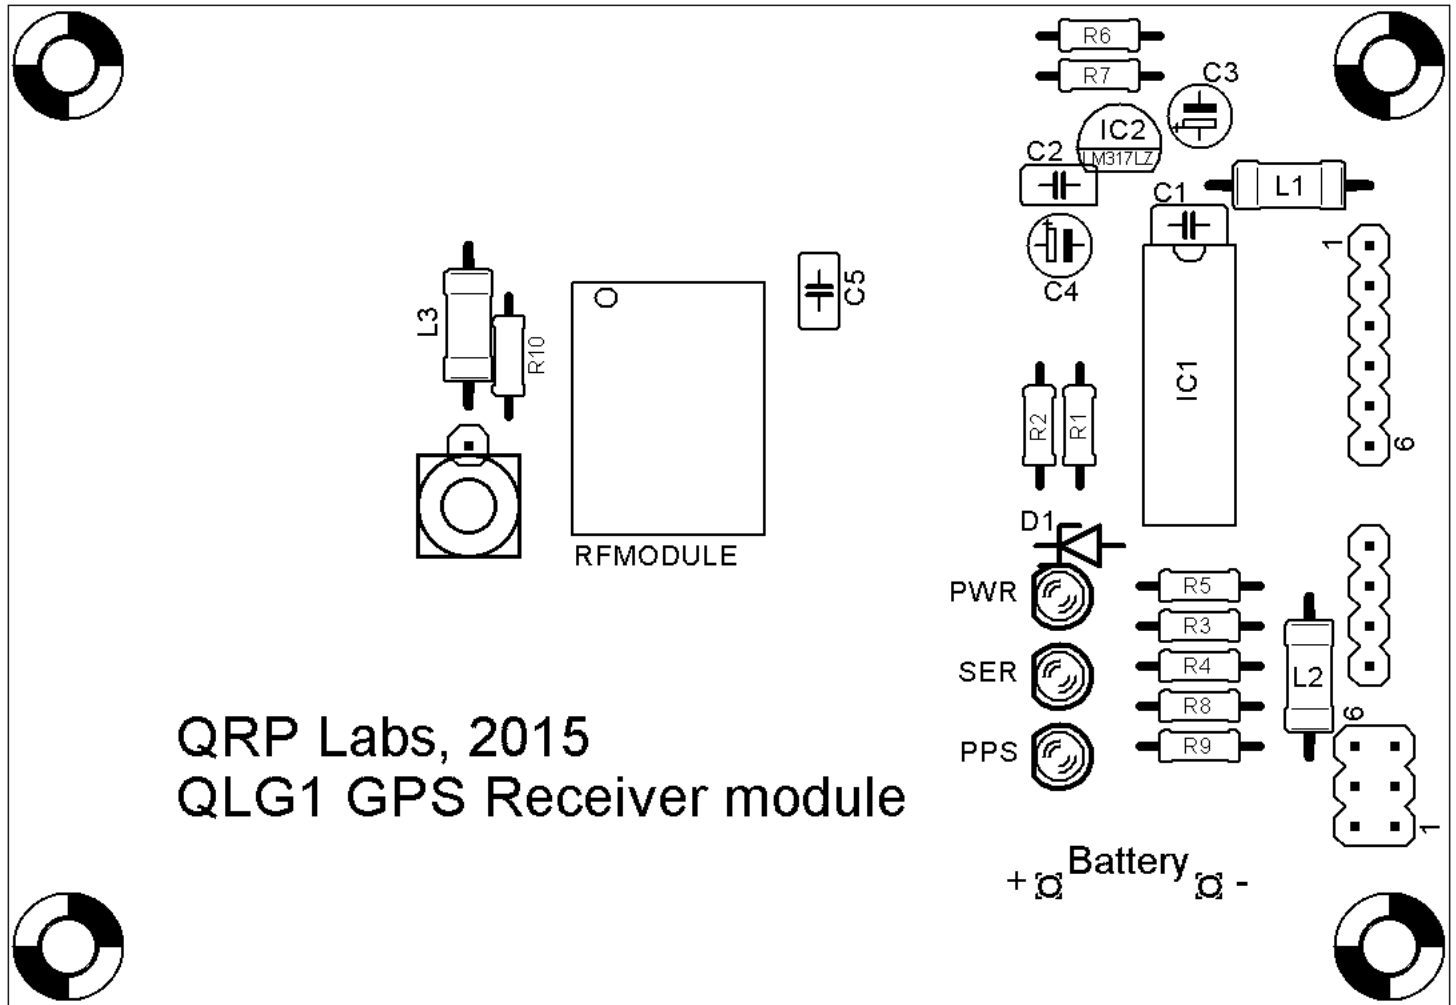 R6
R7
C3
IC2
LM317LZ
C2
C1
L1
1
C4
C5
L3
R10
IC1
R2
R1
6
D1
RFMODULE
PWR
R5
R3
SER
R4
L2
R8
6
PPS
R9
QRP Labs, 2015
QLG1 GPS Receiver module
1
Battery
+ -